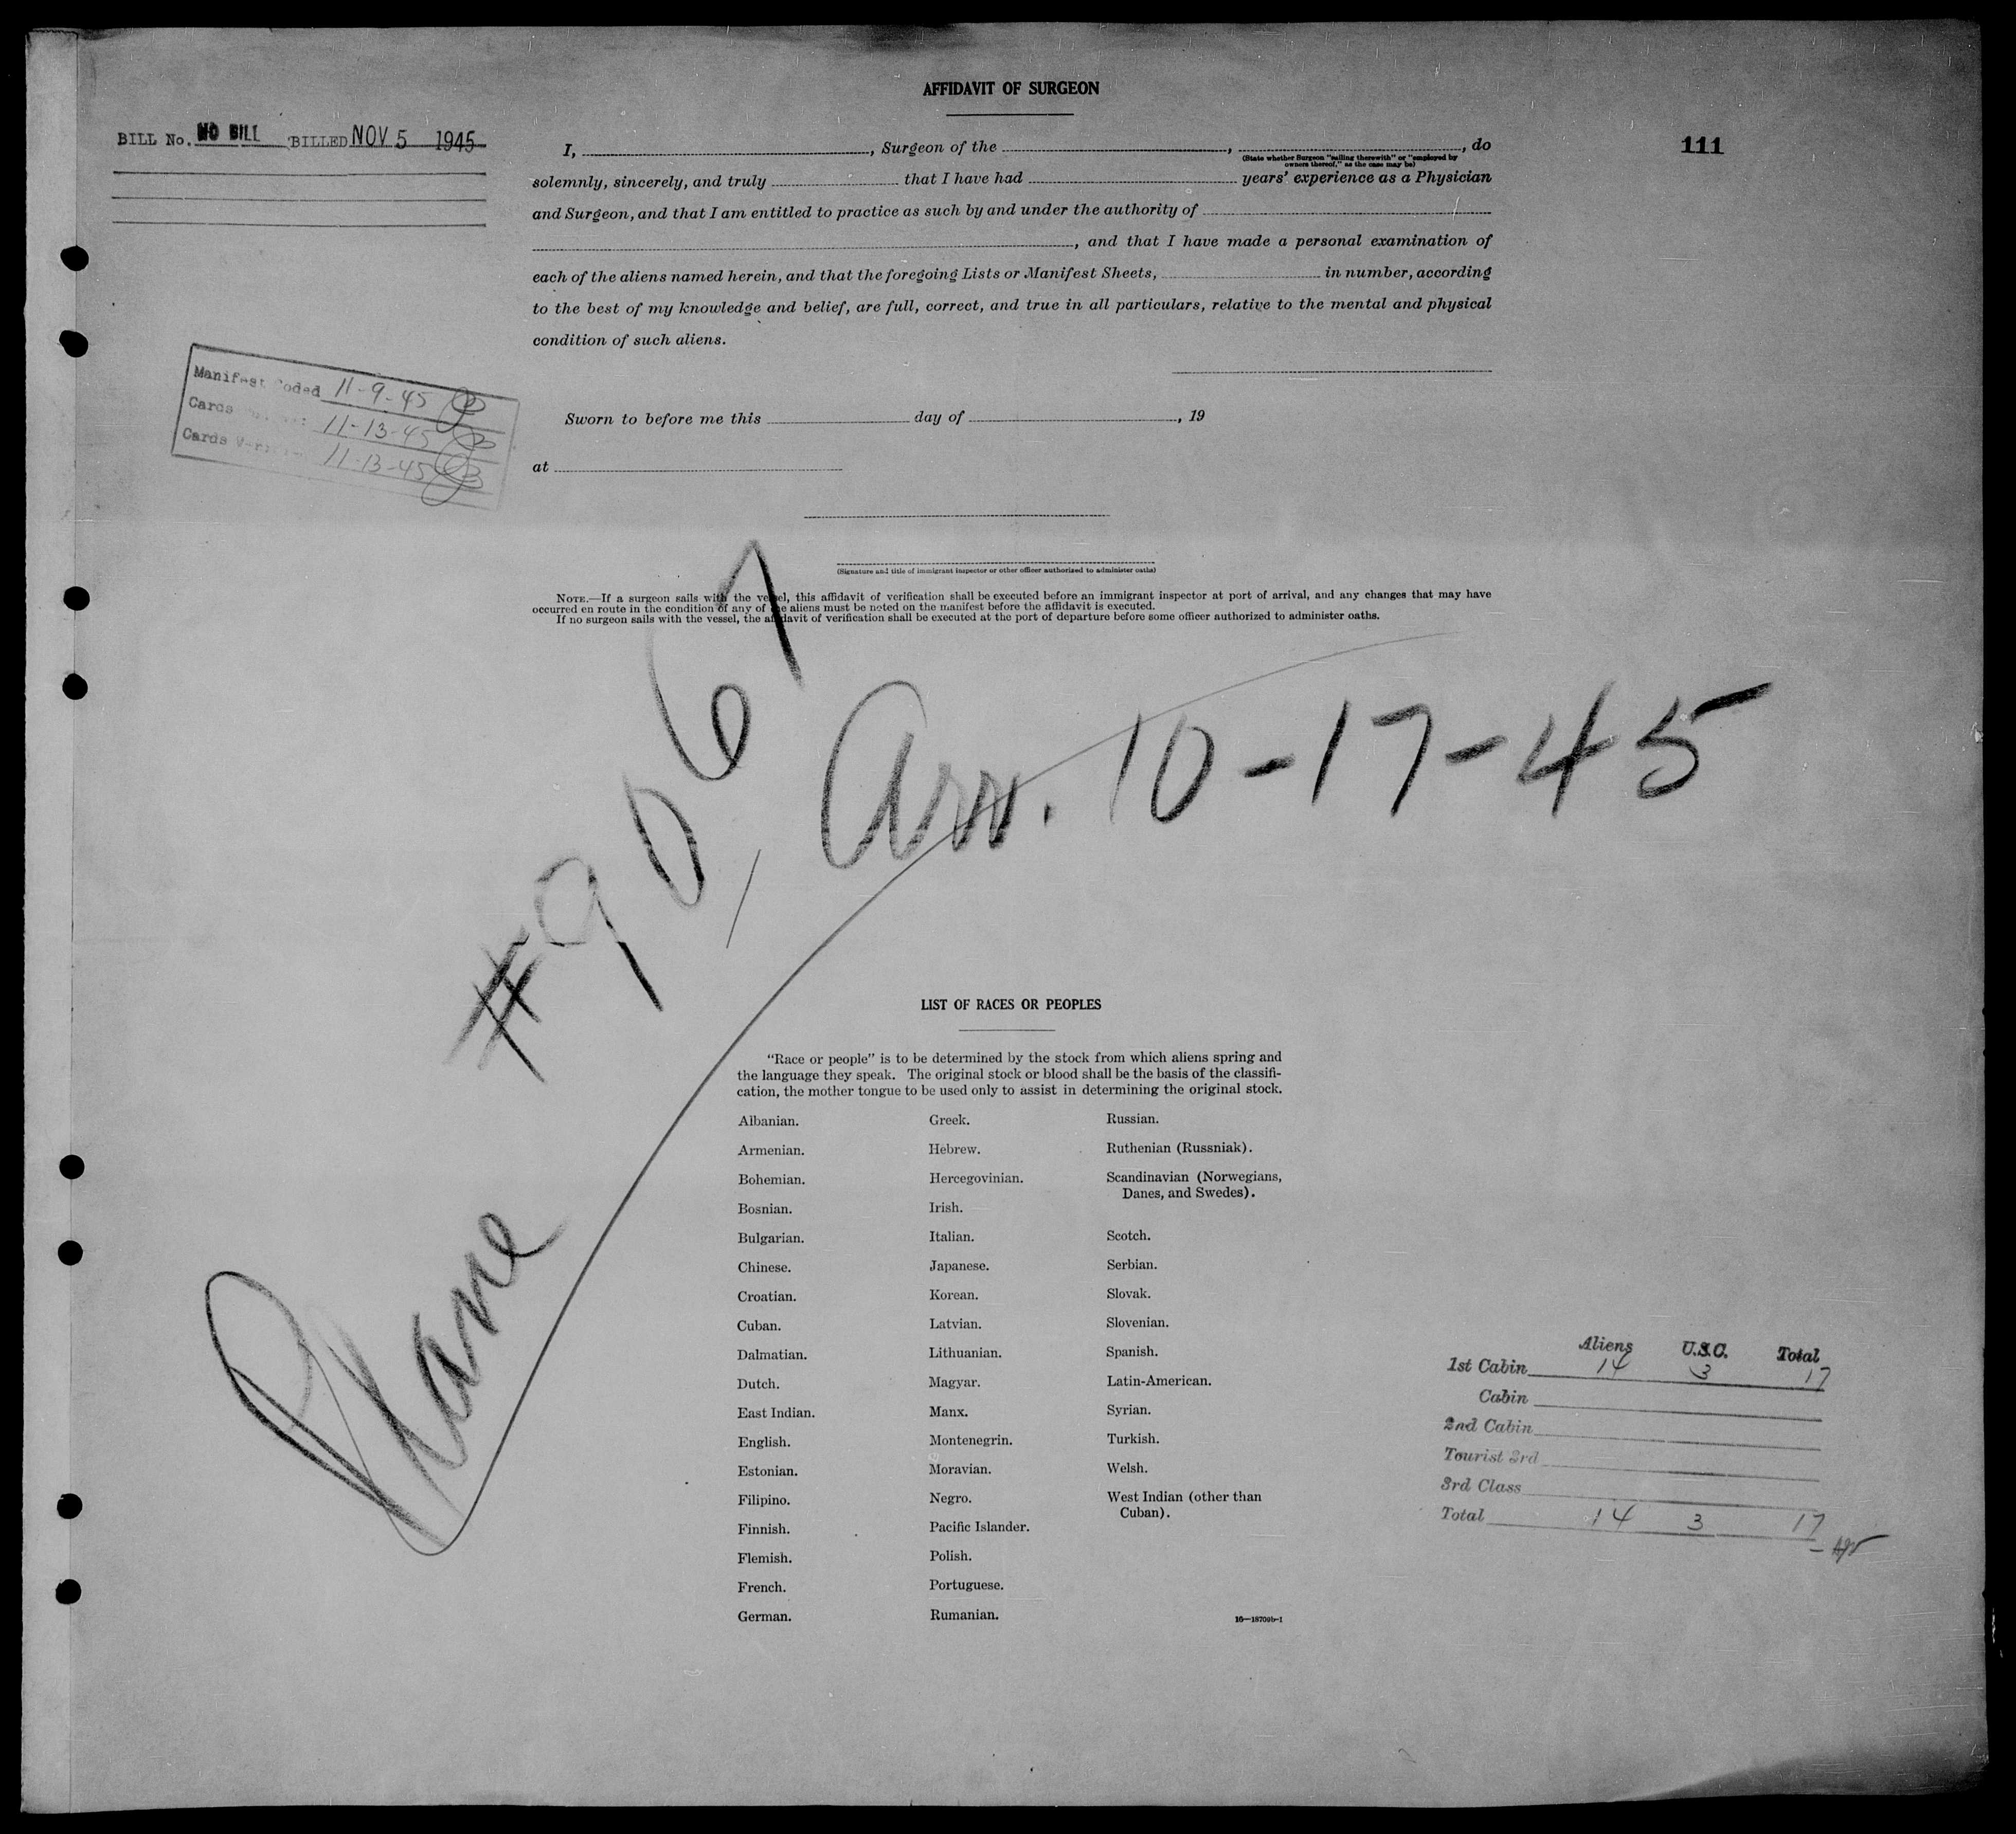 AFFIDAVIT OF SURGEON
BILL No. NO BILL BILLED NOV 5 1945
111
I, , Surgeon of the , , do
(State whether Surgeon "sailing therewith" or "employed by
owners thereof," as the case may be)
solemnly, sincerely, and truly that I have had years' experience as a Physician
and Surgeon, and that I am entitled to practice as such by and under the authority of
, and that I have made a personal examination of
each of the aliens named herein, and that the foregoing Lists or Manifest Sheets, in number, according
to the best of my knowledge and belief, are full, correct, and true in all particulars, relative to the mental and physical
condition of such aliens.
Manifest Coded 11-9-45
Cards 11-13-45
Cards 11-13-45
Sworn to before me this day of , 19
at
(Signature and title of immigrant inspector or other officer authorized to administer oaths)
NOTE.—If a surgeon sails with the vessel, this affidavit of verification shall be executed before an immigrant inspector at port of arrival, and any changes that may have
occurred en route in the condition of any of the aliens must be noted on the manifest before the affidavit is executed.
If no surgeon sails with the vessel, the affidavit of verification shall be executed at the port of departure before some officer authorized to administer oaths.
Plane #9067, Arr. 10-17-45
LIST OF RACES OR PEOPLES
"Race or people" is to be determined by the stock from which aliens spring and
the language they speak. The original stock or blood shall be the basis of the classifi-
cation, the mother tongue to be used only to assist in determining the original stock.
Albanian.
Armenian.
Bohemian.
Bosnian.
Bulgarian.
Chinese.
Croatian.
Cuban.
Dalmatian.
Dutch.
East Indian.
English.
Estonian.
Filipino.
Finnish.
Flemish.
French.
German.
Greek.
Hebrew.
Hercegovinian.
Irish.
Italian.
Japanese.
Korean.
Latvian.
Lithuanian.
Magyar.
Manx.
Montenegrin.
Moravian.
Negro.
Pacific Islander.
Polish.
Portuguese.
Rumanian.
Russian.
Ruthenian (Russniak).
Scandinavian (Norwegians,
Danes, and Swedes).
Scotch.
Serbian.
Slovak.
Slovenian.
Spanish.
Latin-American.
Syrian.
Turkish.
Welsh.
West Indian (other than
Cuban).
16—18709b-1
Aliens U.S.C. Total
1st Cabin 14 3 17
Cabin
2nd Cabin
Tourist 3rd
3rd Class
Total 14 3 17